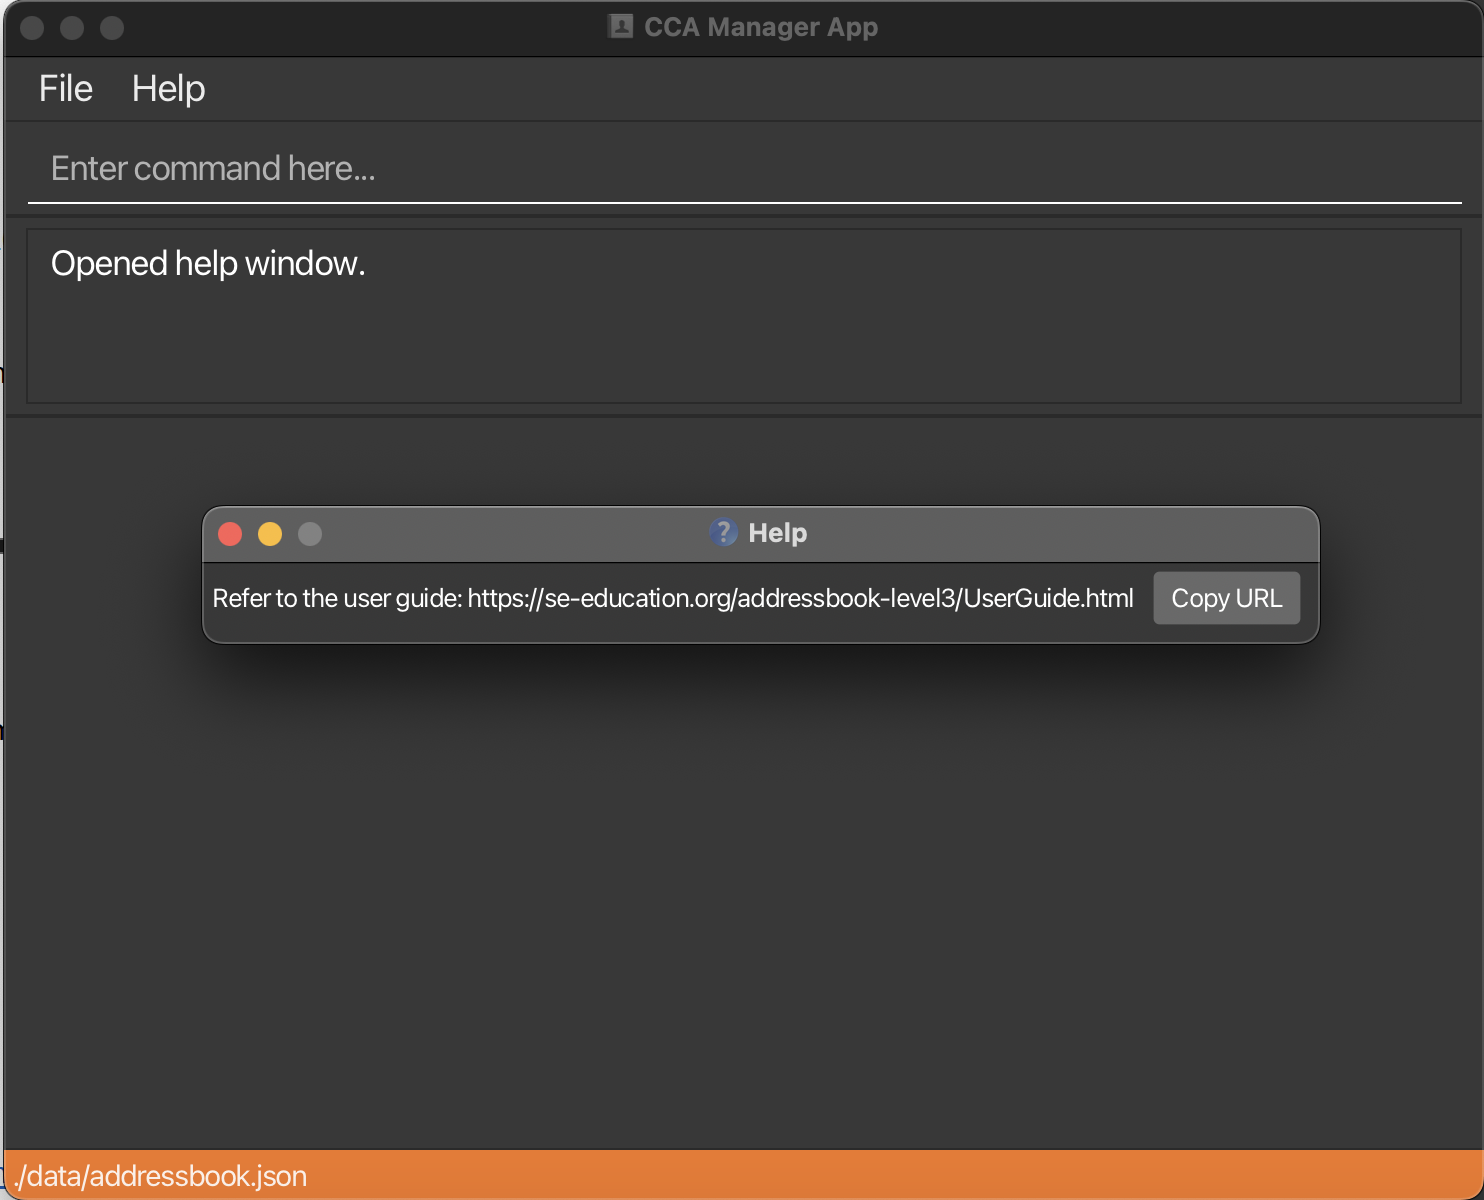 CCA Manager App
File Help
Enter command here...
Opened help window.
? Help
Refer to the user guide: https://se-education.org/addressbook-level3/UserGuide.html Copy URL
./data/addressbook.json